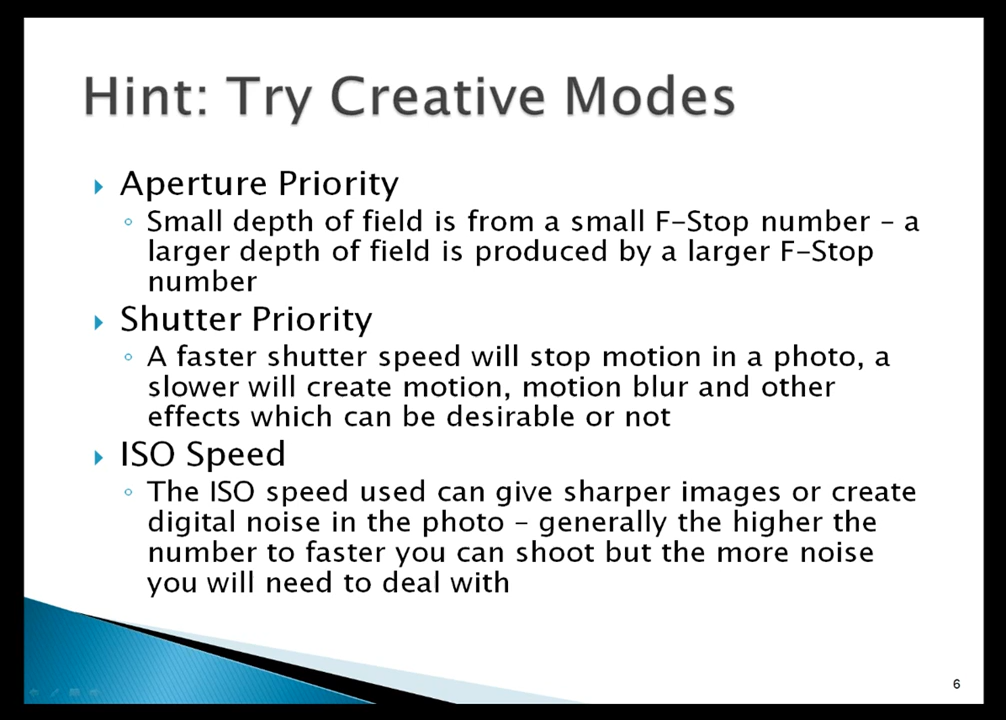 Hint: Try Creative Modes
Aperture Priority
Small depth of field is from a small F-Stop number – a
larger depth of field is produced by a larger F-Stop
number
Shutter Priority
A faster shutter speed will stop motion in a photo, a
slower will create motion, motion blur and other
effects which can be desirable or not
ISO Speed
The ISO speed used can give sharper images or create
digital noise in the photo – generally the higher the
number to faster you can shoot but the more noise
you will need to deal with
6